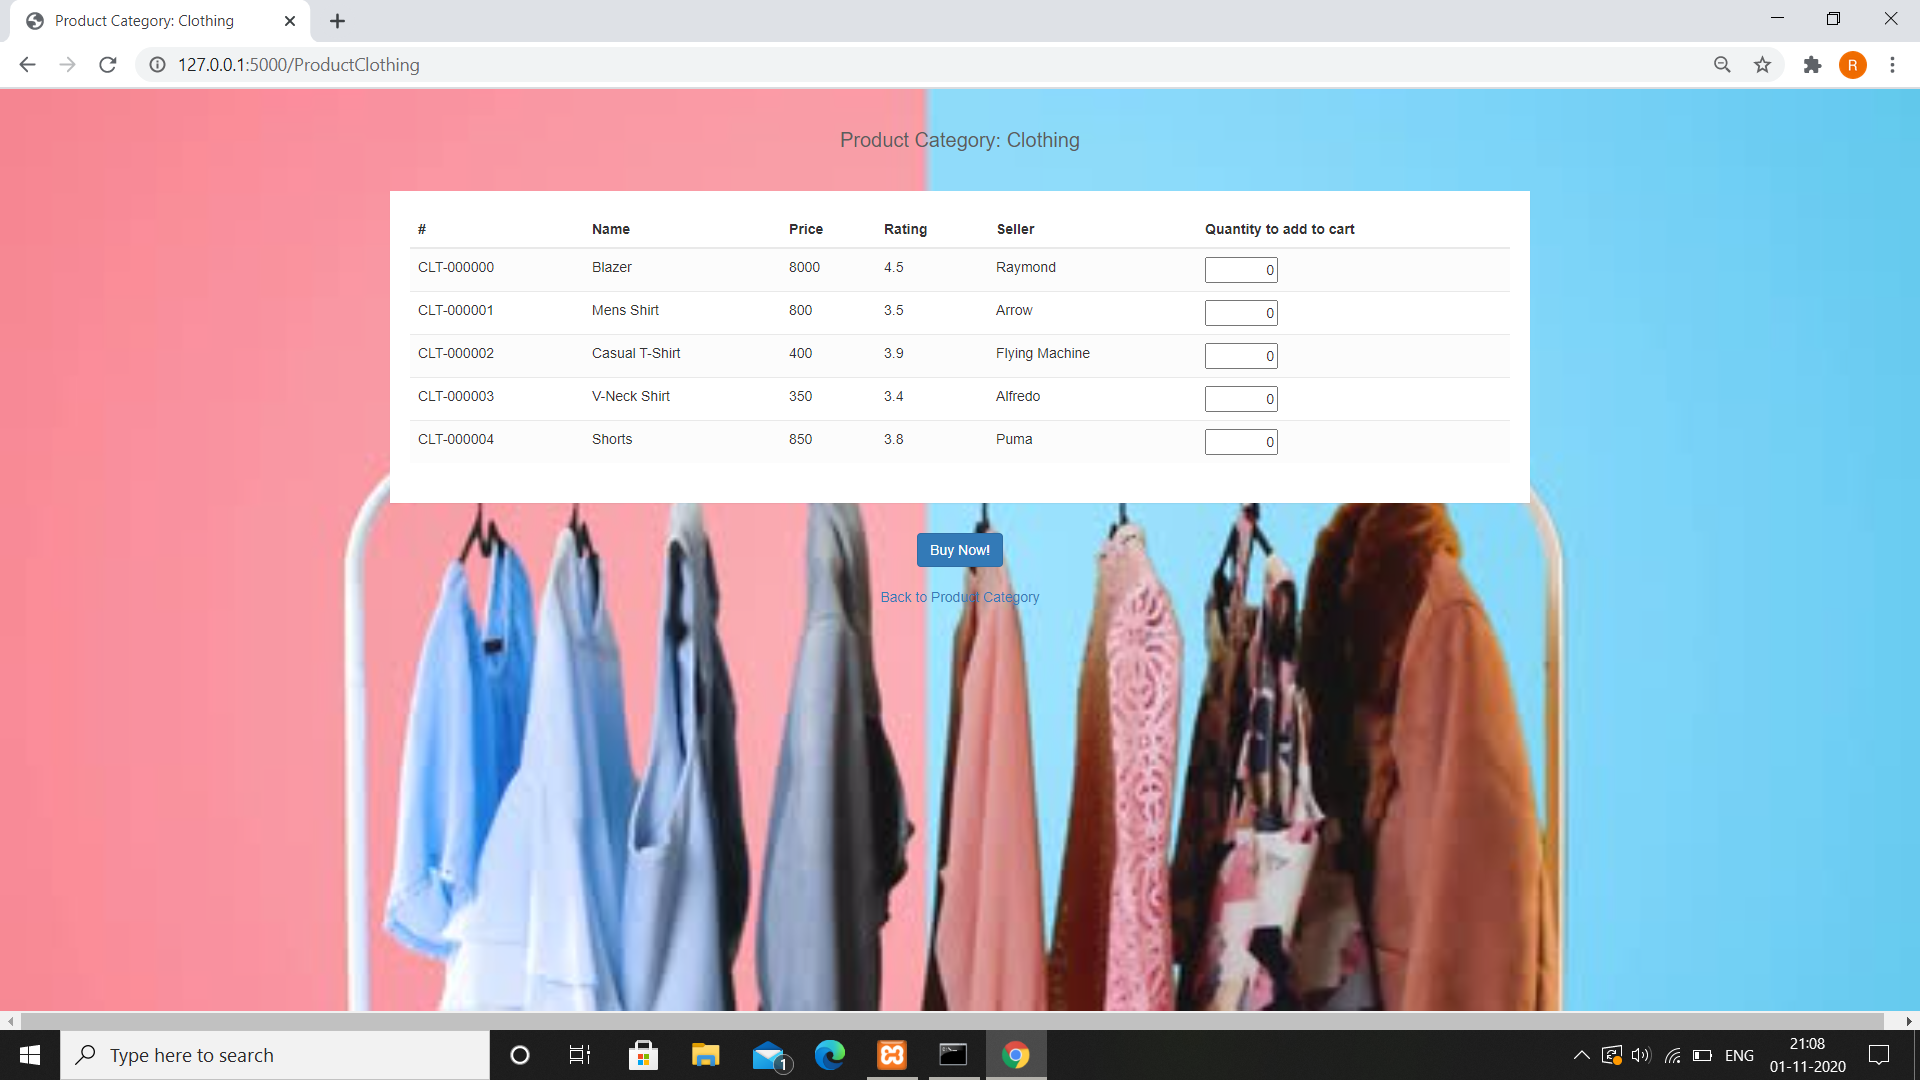 Product Category: Clothing
127.0.0.1:5000/ProductClothing
R
Product Category: Clothing
# Name Price Rating Seller Quantity to add to cart
CLT-000000 Blazer 8000 4.5 Raymond 0
CLT-000001 Mens Shirt 800 3.5 Arrow 0
CLT-000002 Casual T-Shirt 400 3.9 Flying Machine 0
CLT-000003 V-Neck Shirt 350 3.4 Alfredo 0
CLT-000004 Shorts 850 3.8 Puma 0
Buy Now!
Back to Product Category
Type here to search
1
ENG
21:08
01-11-2020